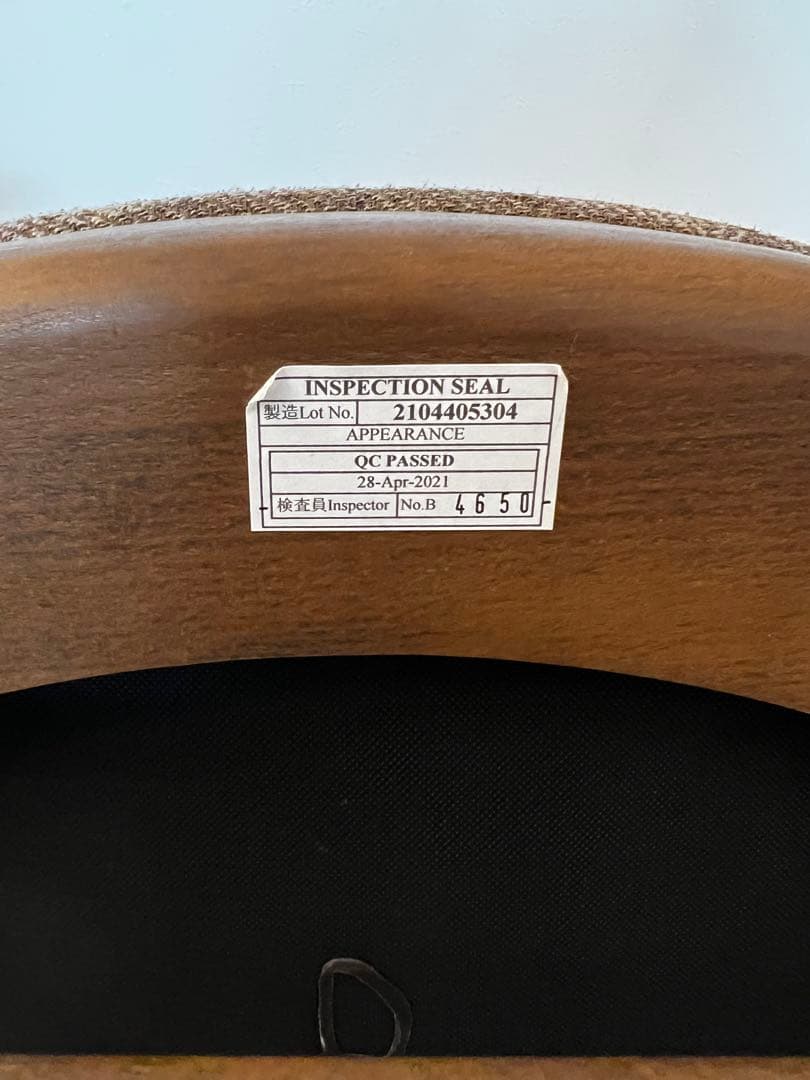 INSPECTION SEAL
製造Lot No. 2104405304
APPEARANCE
QC PASSED
28-Apr-2021
検査員Inspector No.B 4650